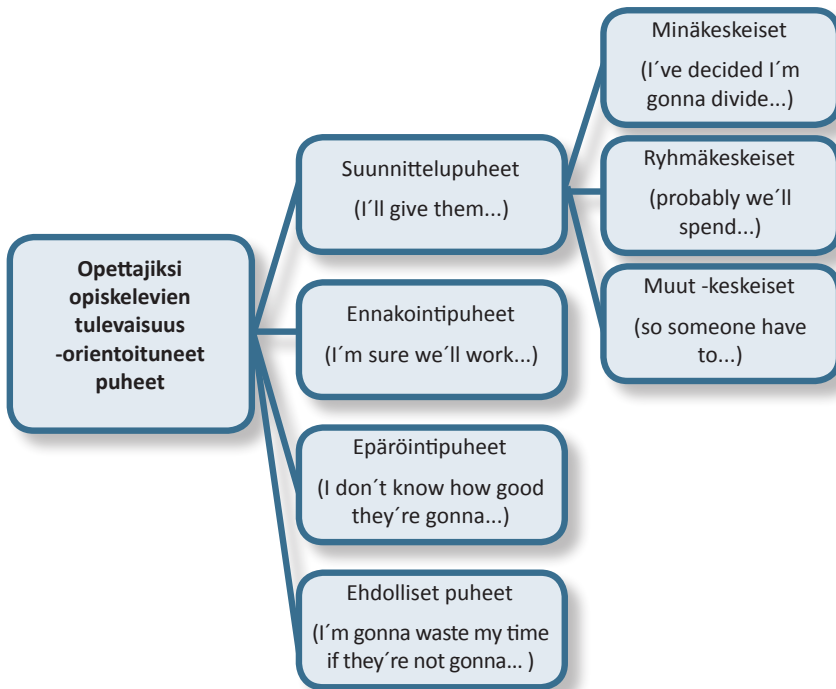 Opettajiksi
opiskelevien
tulevaisuus
-orientoituneet
puheet
Suunnittelupuheet
(I´ll give them...)
Minäkeskeiset
(I´ve decided I´m
gonna divide...)
Ryhmäkeskeiset
(probably we´ll
spend...)
Muut -keskeiset
(so someone have
to...)
Ennakointipuheet
(I´m sure we´ll work...)
Epäröintipuheet
(I don´t know how good
they´re gonna...)
Ehdolliset puheet
(I´m gonna waste my time
if they´re not gonna... )